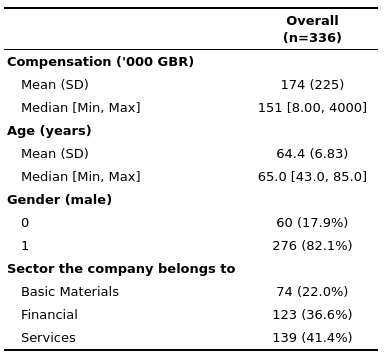 Overall
(n=336)
Compensation ('000 GBR)
Mean (SD) 174 (225)
Median [Min, Max] 151 [8.00, 4000]
Age (years)
Mean (SD) 64.4 (6.83)
Median [Min, Max] 65.0 [43.0, 85.0]
Gender (male)
0 60 (17.9%)
1 276 (82.1%)
Sector the company belongs to
Basic Materials 74 (22.0%)
Financial 123 (36.6%)
Services 139 (41.4%)